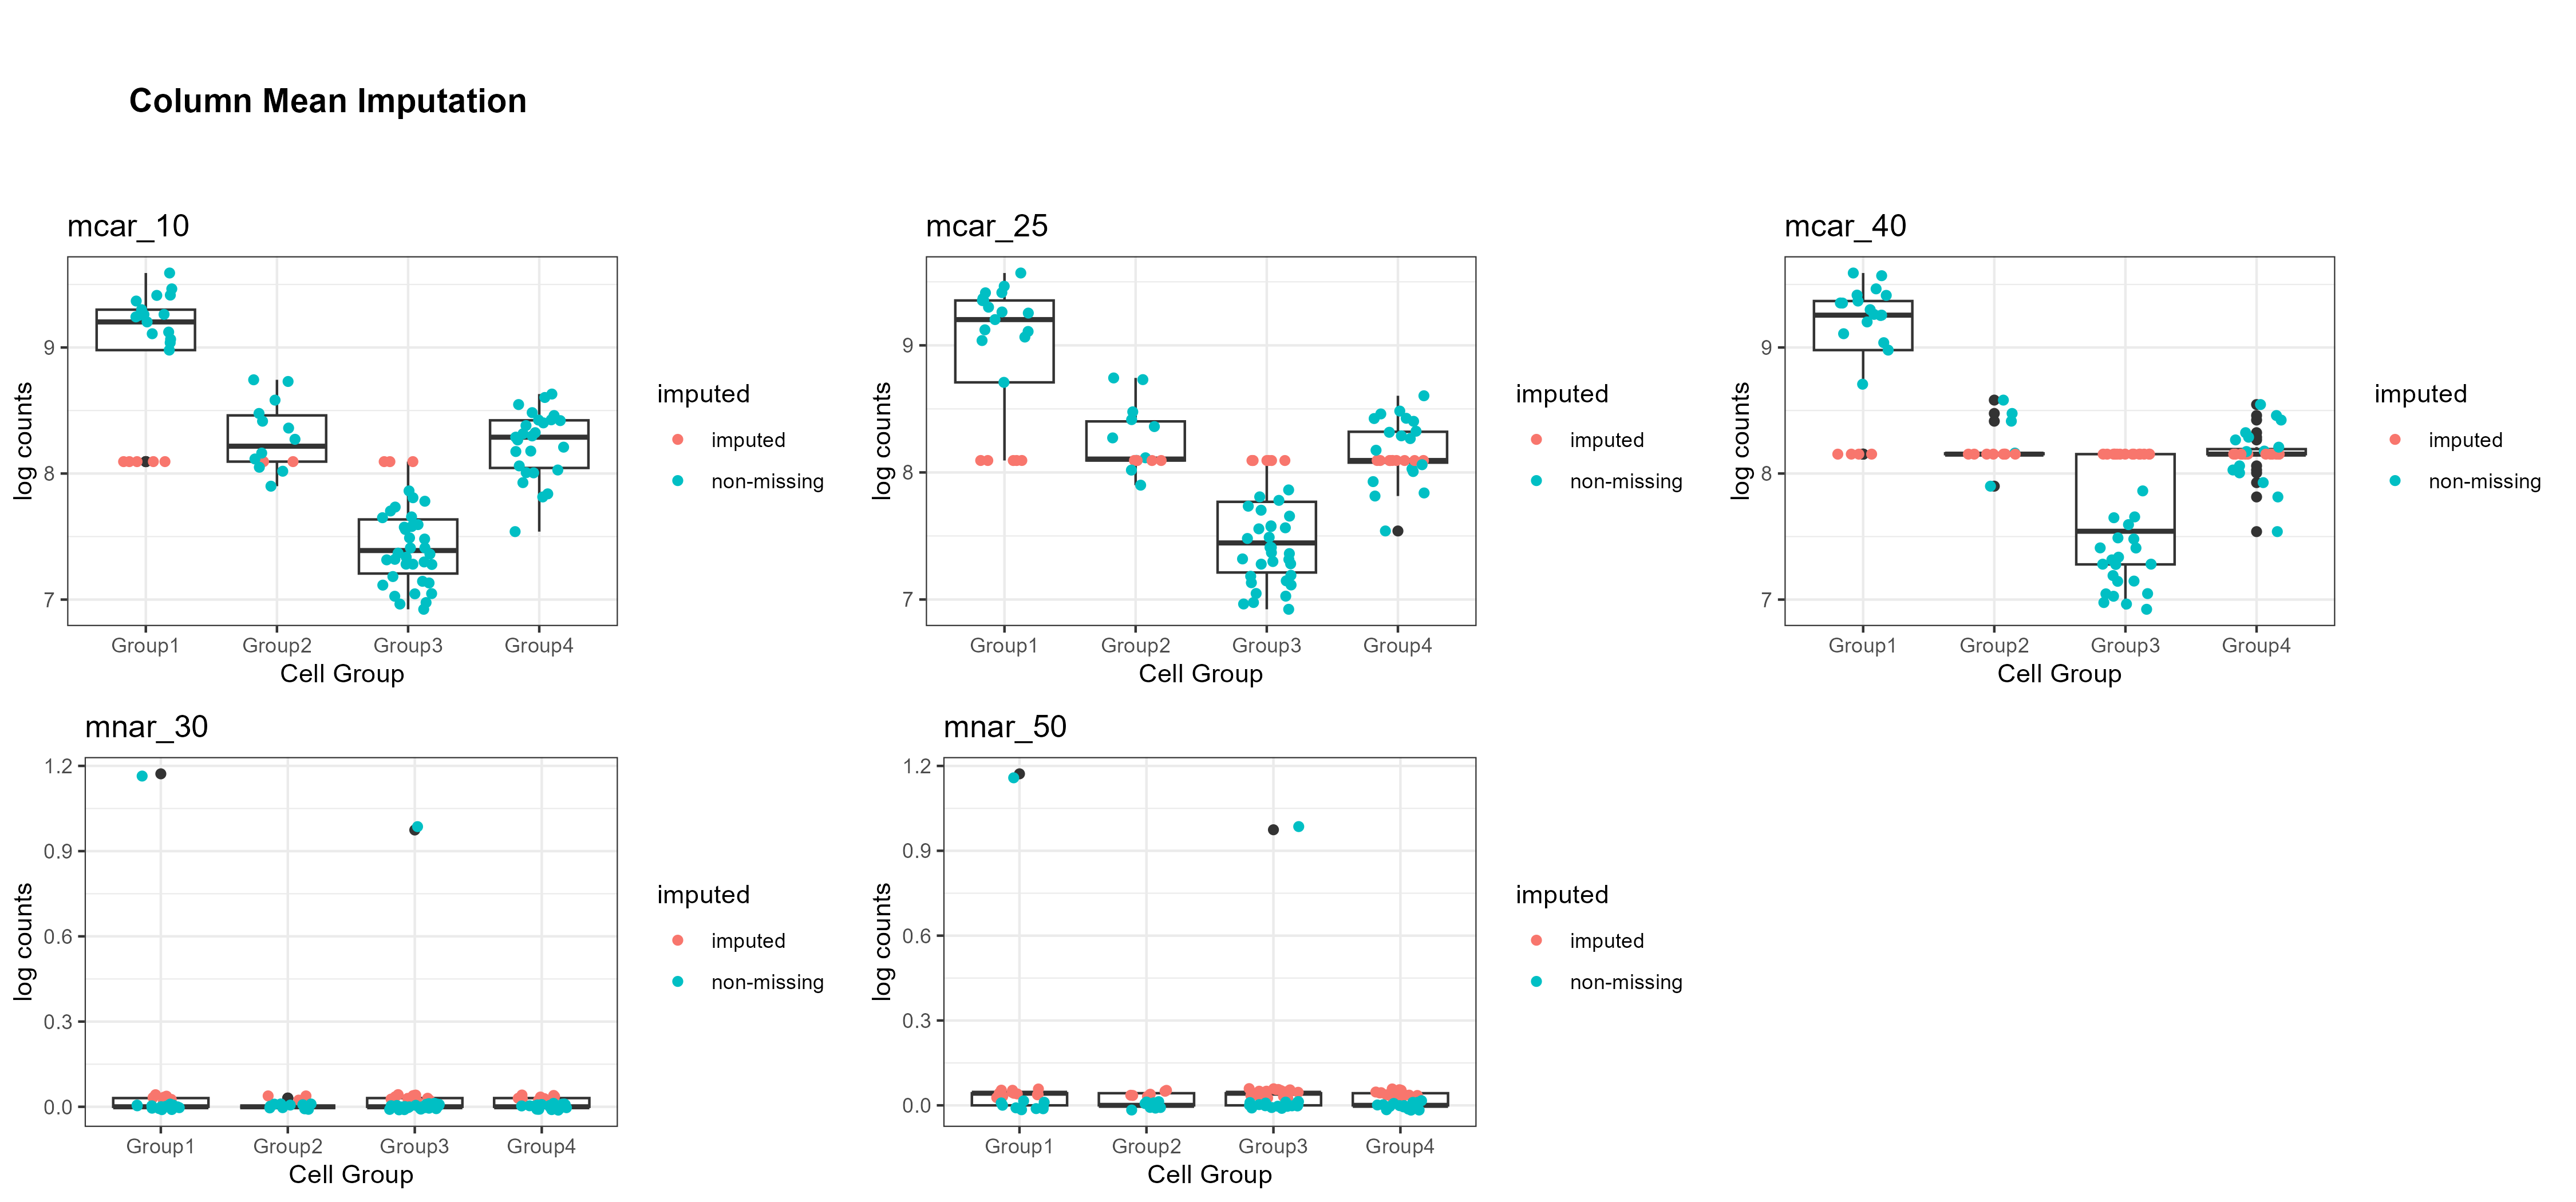 Column Mean Imputation
mcar_10
log counts
9
8
7
Group1 Group2 Group3 Group4
Cell Group
imputed
imputed
non-missing
mcar_25
log counts
9
8
7
Group1 Group2 Group3 Group4
Cell Group
imputed
imputed
non-missing
mcar_40
log counts
9
8
7
Group1 Group2 Group3 Group4
Cell Group
imputed
imputed
non-missing
mnar_30
log counts
1.2
0.9
0.6
0.3
0.0
Group1 Group2 Group3 Group4
Cell Group
imputed
imputed
non-missing
mnar_50
log counts
1.2
0.9
0.6
0.3
0.0
Group1 Group2 Group3 Group4
Cell Group
imputed
imputed
non-missing